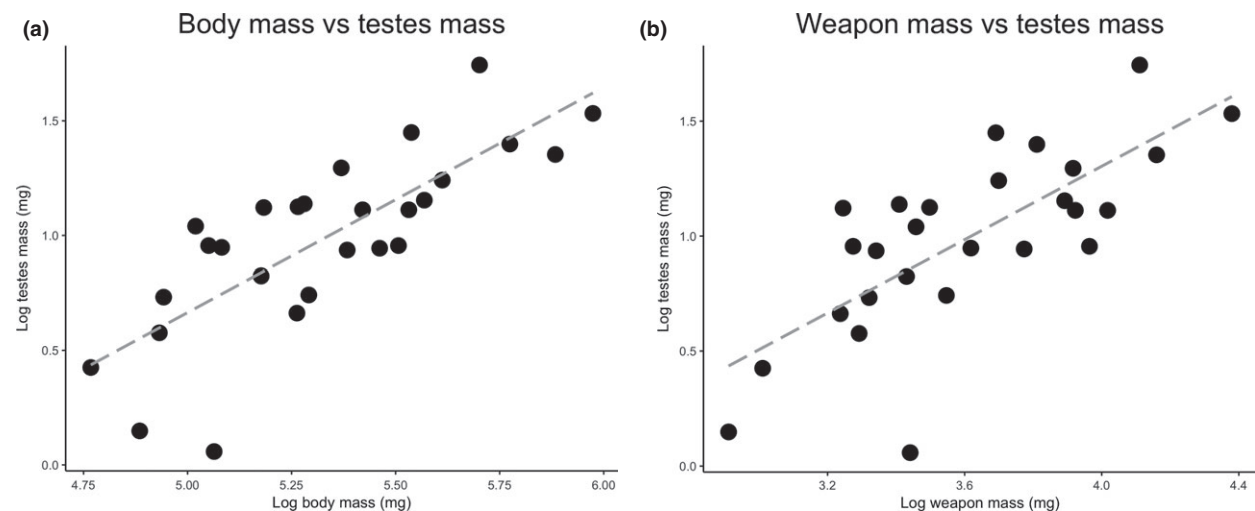 (a)
Body mass vs testes mass
Log testes mass (mg)
1.5
1.0
0.5
0.0
4.75 5.00 5.25 5.50 5.75 6.00
Log body mass (mg)
(b)
Weapon mass vs testes mass
Log testes mass (mg)
1.5
1.0
0.5
0.0
3.2 3.6 4.0 4.4
Log weapon mass (mg)